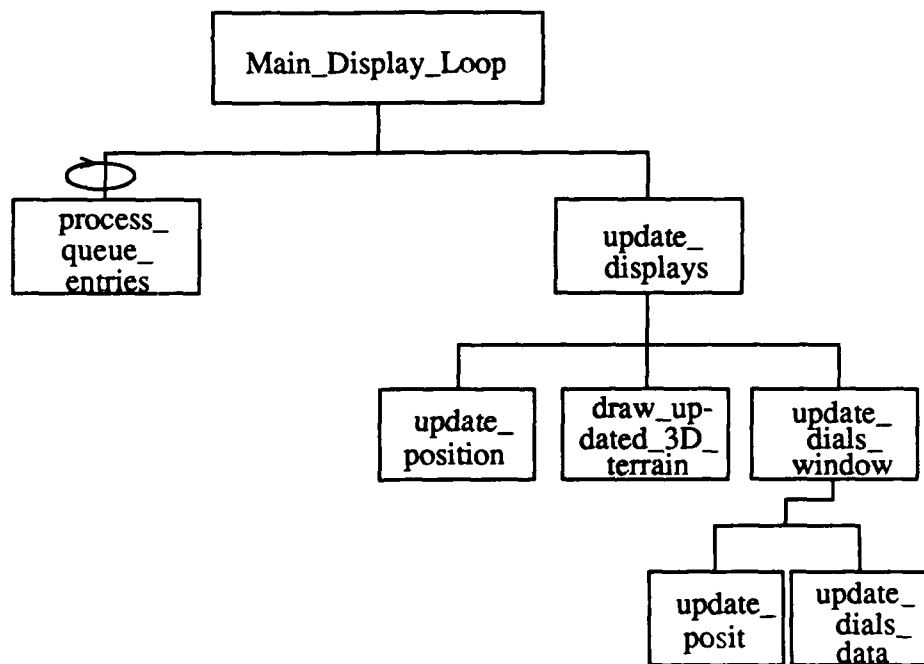 Main_Display_Loop
process_
queue_
entries
update_
displays
update_
position
draw_up-
dated_3D_
terrain
update_
dials_
window
update_
posit
update_
dials_
data